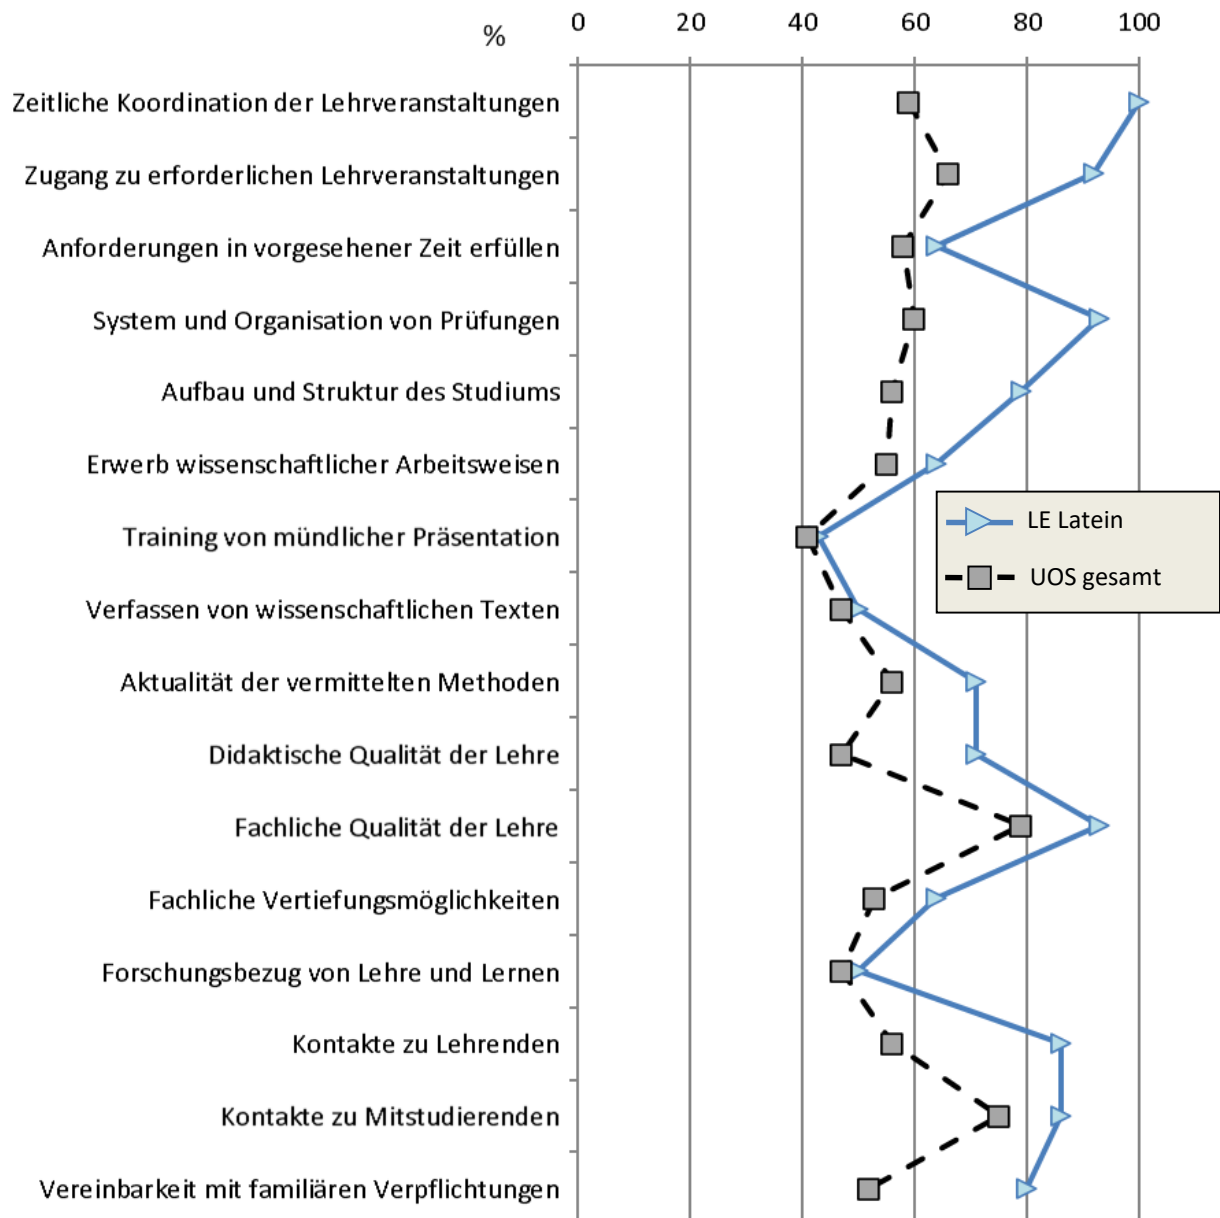 % 0 20 40 60 80 100
Zeitliche Koordination der Lehrveranstaltungen
Zugang zu erforderlichen Lehrveranstaltungen
Anforderungen in vorgesehener Zeit erfüllen
System und Organisation von Prüfungen
Aufbau und Struktur des Studiums
Erwerb wissenschaftlicher Arbeitsweisen
Training von mündlicher Präsentation
Verfassen von wissenschaftlichen Texten
Aktualität der vermittelten Methoden
Didaktische Qualität der Lehre
Fachliche Qualität der Lehre
Fachliche Vertiefungsmöglichkeiten
Forschungsbezug von Lehre und Lernen
Kontakte zu Lehrenden
Kontakte zu Mitstudierenden
Vereinbarkeit mit familiären Verpflichtungen
LE Latein
UOS gesamt